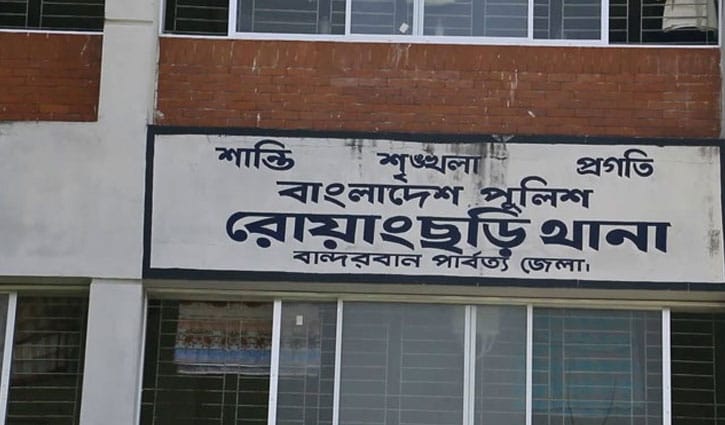 শান্তি শৃঙ্খলা প্রগতি
বাংলাদেশ পুলিশ
রোয়াংছড়ি থানা
বান্দরবান পার্বত্য জেলা।